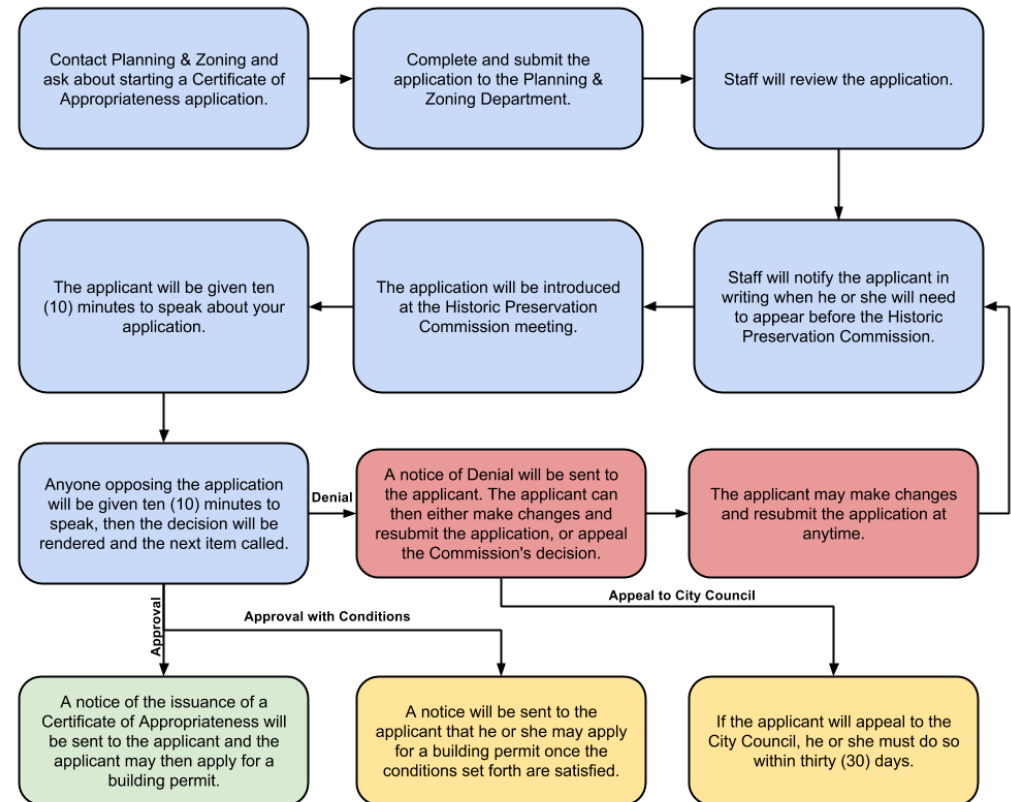 Contact Planning & Zoning and
ask about starting a Certificate of
Appropriateness application.
Complete and submit the
application to the Planning &
Zoning Department.
Staff will review the application.
Staff will notify the applicant in
writing when he or she will need
to appear before the Historic
Preservation Commission.
The application will be introduced
at the Historic Preservation
Commission meeting.
The applicant will be given ten
(10) minutes to speak about your
application.
Anyone opposing the application
will be given ten (10) minutes to
speak, then the decision will be
rendered and the next item called.
Denial
A notice of Denial will be sent to
the applicant. The applicant can
then either make changes and
resubmit the application, or appeal
the Commission's decision.
The applicant may make changes
and resubmit the application at
anytime.
Approval
Approval with Conditions
Appeal to City Council
A notice of the issuance of a
Certificate of Appropriateness will
be sent to the applicant and the
applicant may then apply for a
building permit.
A notice will be sent to the
applicant that he or she may apply
for a building permit once the
conditions set forth are satisfied.
If the applicant will appeal to the
City Council, he or she must do so
within thirty (30) days.